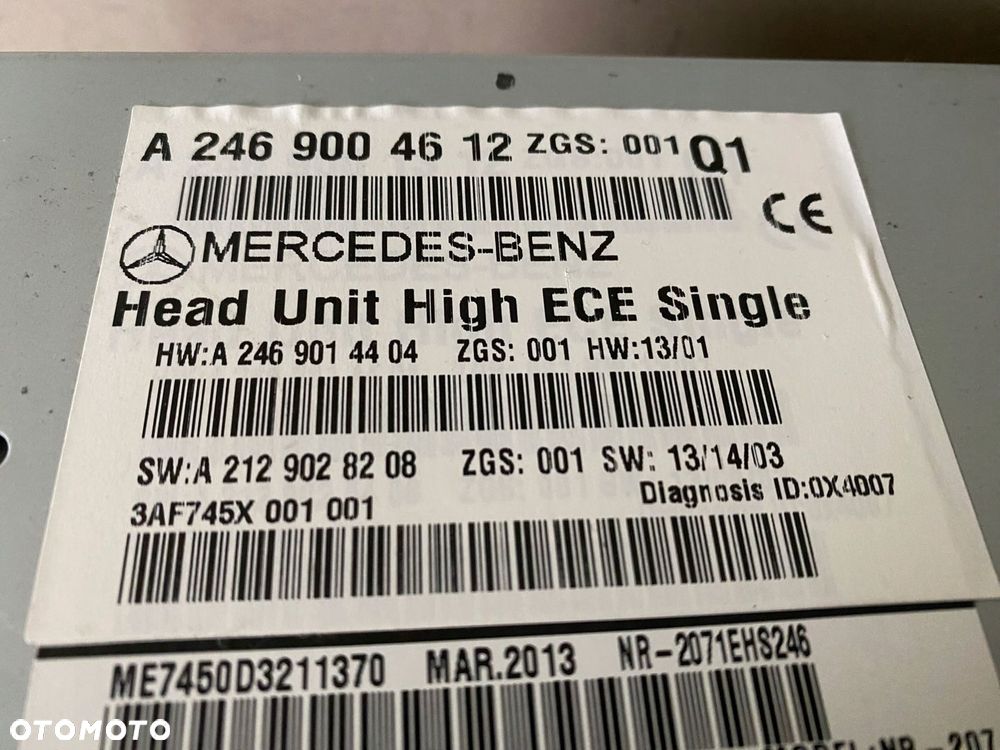 A 246 900 46 12 ZGS: 001 Q1
CE
MERCEDES-BENZ
Head Unit High ECE Single
HW:A 246 901 44 04 ZGS: 001 HW:13/01
SW:A 212 902 82 08 ZGS: 001 SW: 13/14/03
Diagnosis ID:0X4007
3AF745X 001 001
ME7450D3211370 MAR.2013 NR-2071EHS246
OTOMOTO